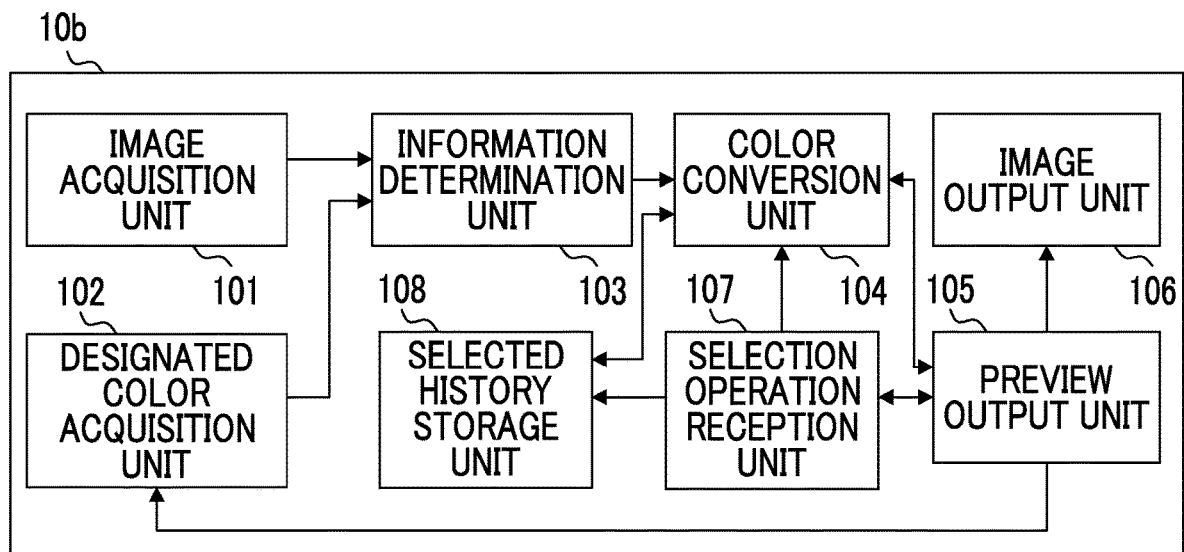 10b
IMAGE
ACQUISITION
UNIT
101
INFORMATION
DETERMINATION
UNIT
103
COLOR
CONVERSION
UNIT
104
IMAGE
OUTPUT UNIT
106
102
DESIGNATED
COLOR
ACQUISITION
UNIT
108
SELECTED
HISTORY
STORAGE
UNIT
107
SELECTION
OPERATION
RECEPTION
UNIT
105
PREVIEW
OUTPUT UNIT